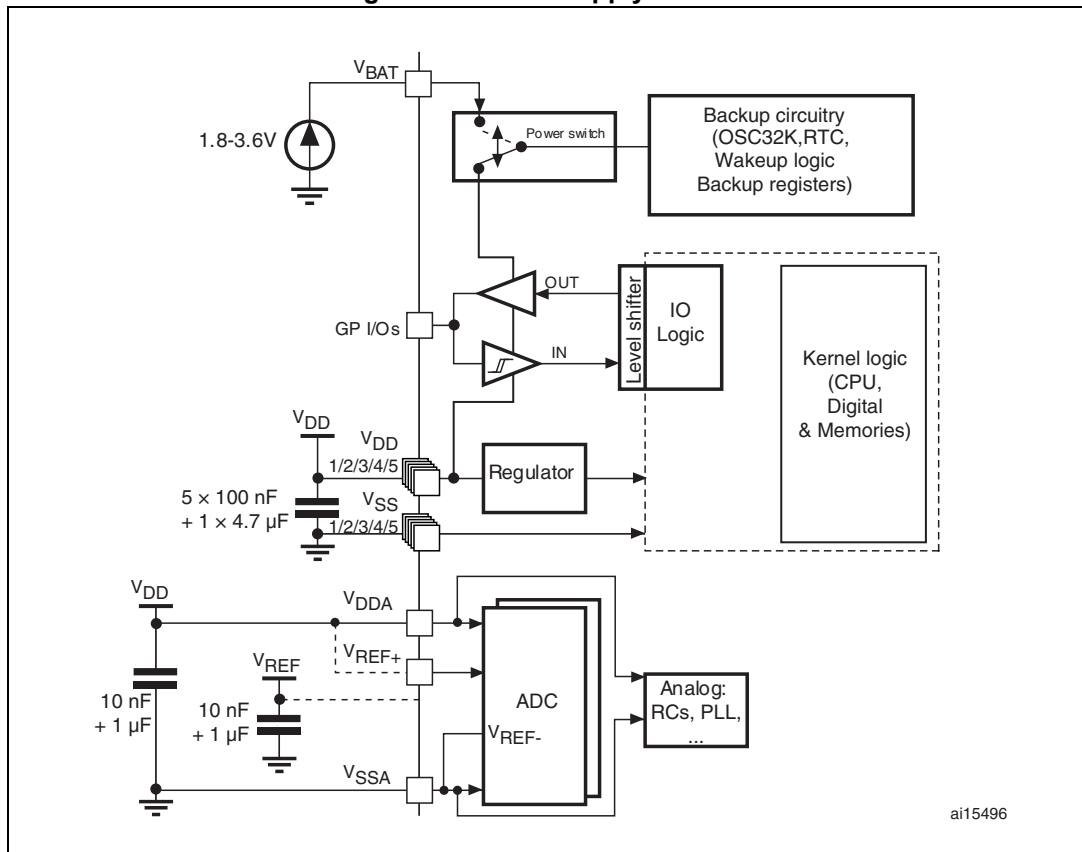 V_BAT
1.8-3.6V
Power switch
Backup circuitry
(OSC32K,RTC,
Wakeup logic
Backup registers)
GP I/Os
OUT
IN
Level shifter
IO
Logic
Kernel logic
(CPU,
Digital
& Memories)
V_DD
V_DD
1/2/3/4/5
Regulator
5 × 100 nF
+ 1 × 4.7 µF
V_SS
1/2/3/4/5
V_DD
V_DDA
V_REF+
V_REF
10 nF
+ 1 µF
10 nF
+ 1 µF
ADC
V_REF-
V_SSA
Analog:
RCs, PLL,
...
ai15496